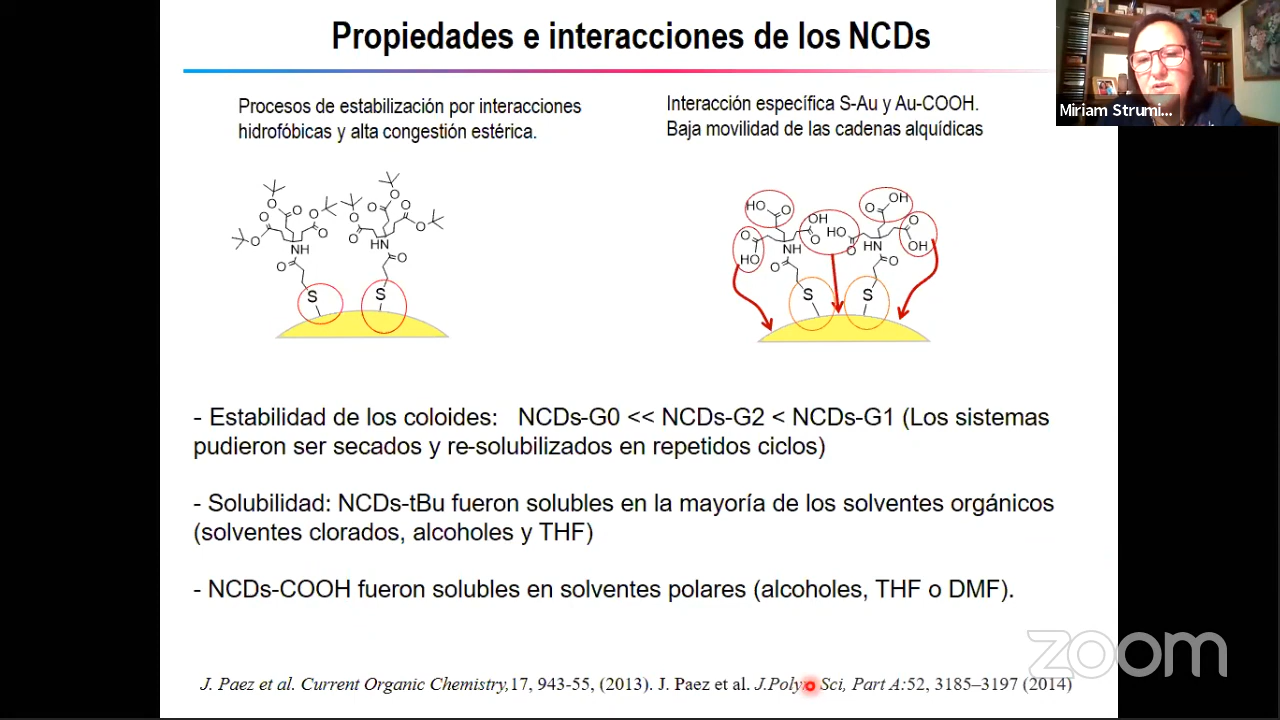 Propiedades e interacciones de los NCDs
Miriam Strumi...
Procesos de estabilización por interacciones
hidrofóbicas y alta congestión estérica.
Interacción específica S-Au y Au-COOH.
Baja movilidad de las cadenas alquídicas
O
O
O
O
O
O
NH
O
S
O
O
O
O
O
O
HN
O
S
HO
O
O
HO
OH
O
NH
O
S
OH
O
HO
O
O
OH
HN
O
S
- Estabilidad de los coloides: NCDs-G0 << NCDs-G2 < NCDs-G1 (Los sistemas
pudieron ser secados y re-solubilizados en repetidos ciclos)
- Solubilidad: NCDs-tBu fueron solubles en la mayoría de los solventes orgánicos
(solventes clorados, alcoholes y THF)
- NCDs-COOH fueron solubles en solventes polares (alcoholes, THF o DMF).
zoom
J. Paez et al. Current Organic Chemistry,17, 943-55, (2013). J. Paez et al. Sci, Part A:52, 3185–3197 (2014)